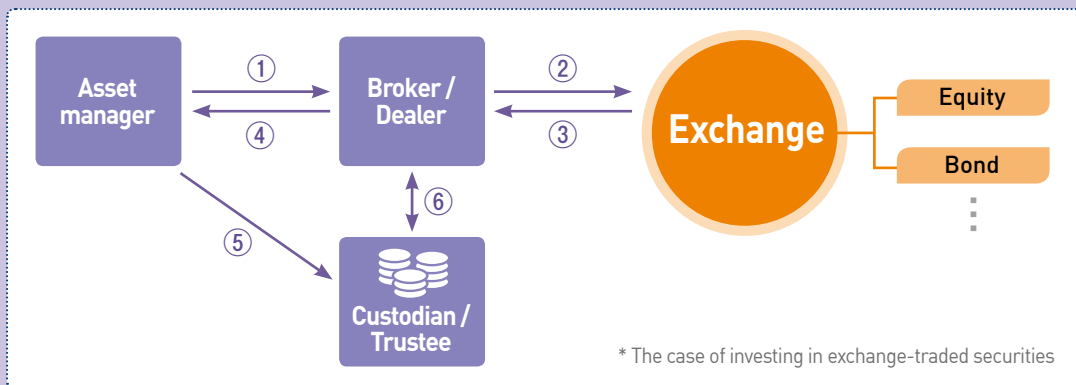 Asset
manager
①
④
Broker /
Dealer
②
③
Exchange
Equity
Bond
⑤
⑥
Custodian /
Trustee
* The case of investing in exchange-traded securities